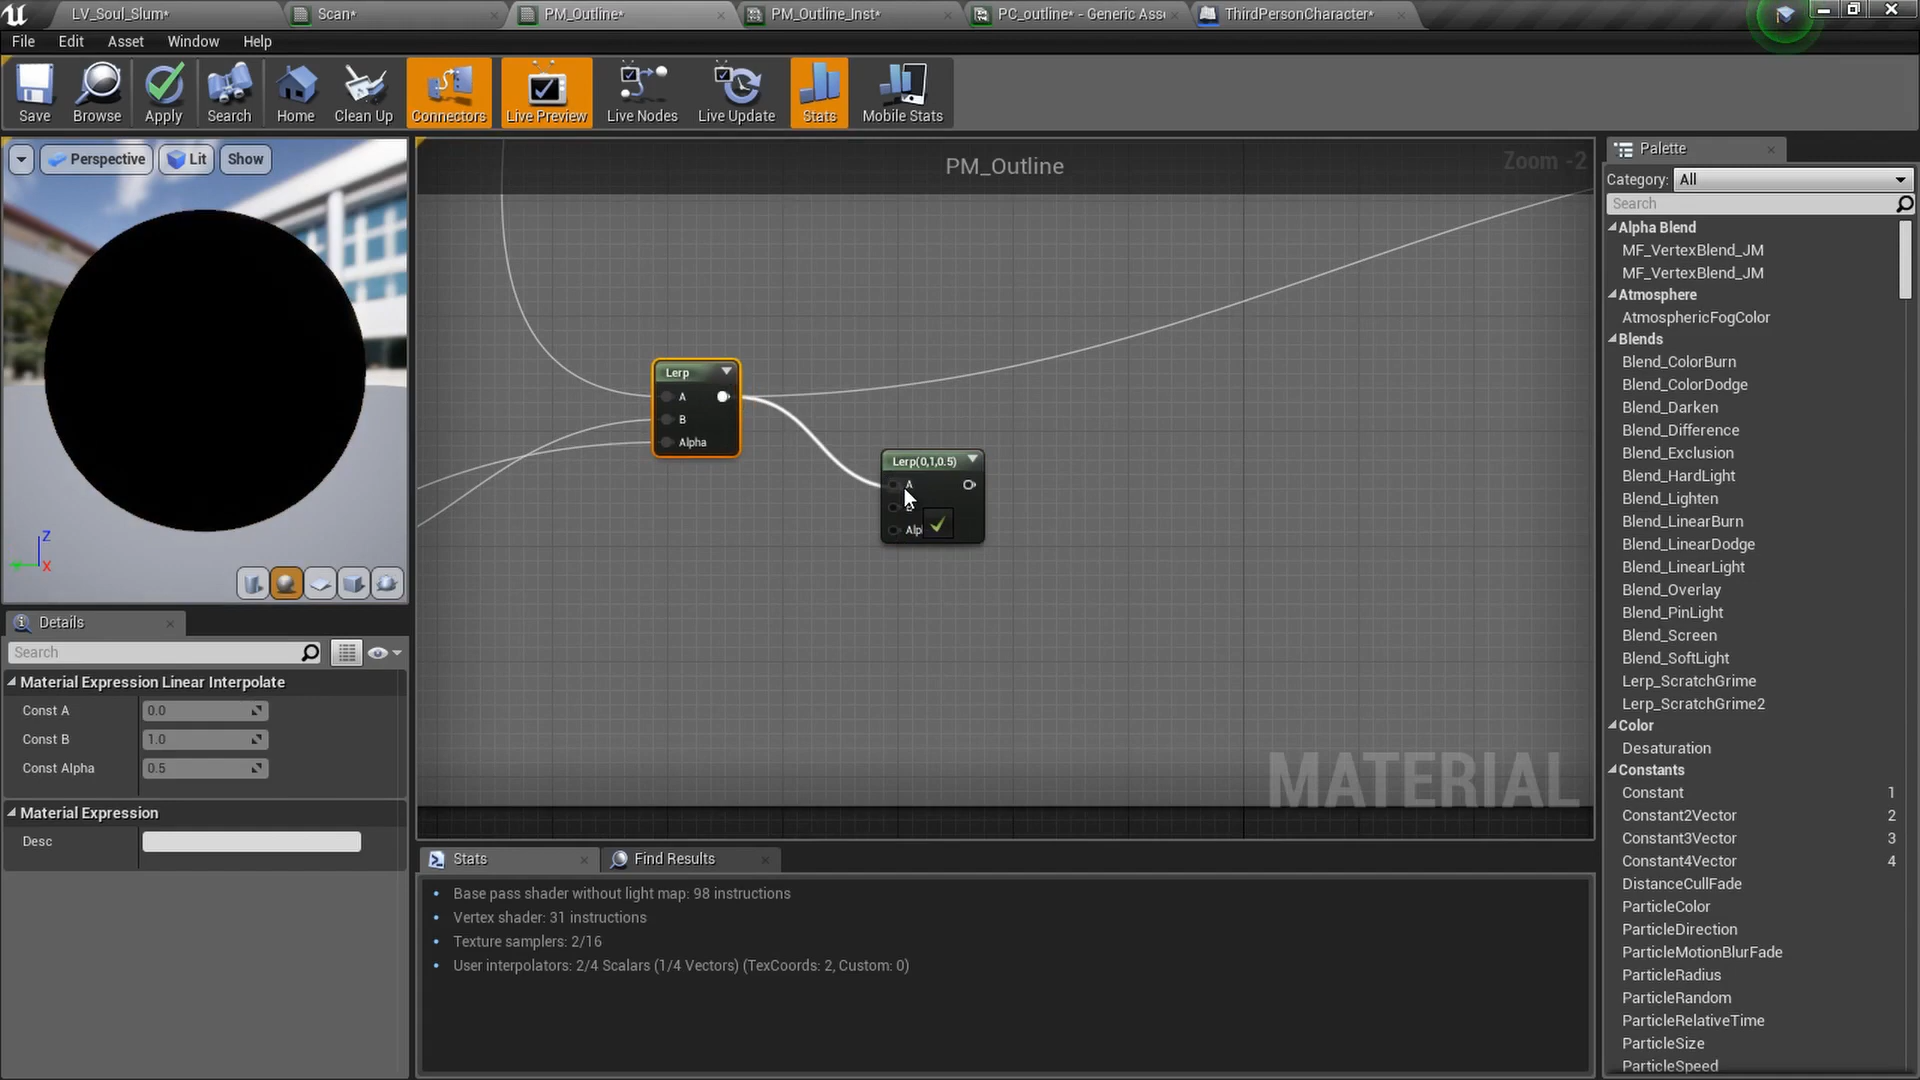 LV_Soul_Slum*
Scan*
PM_Outline*
PM_Outline_Inst*
PC_outline* - Generic Asse
ThirdPersonCharacter*
File Edit Asset Window Help
Save Browse Apply Search Home Clean Up Connectors Live Preview Live Nodes Live Update Stats Mobile Stats
Perspective Lit Show
Z
X
PM_Outline
Zoom -2
Lerp
A
B
Alpha
Lerp(0,1,0.5)
A
Alp
MATERIAL
Details
Search
Material Expression Linear Interpolate
Const A 0.0
Const B 1.0
Const Alpha 0.5
Material Expression
Desc
Stats
Find Results
Base pass shader without light map: 98 instructions
Vertex shader: 31 instructions
Texture samplers: 2/16
User interpolators: 2/4 Scalars (1/4 Vectors) (TexCoords: 2, Custom: 0)
Palette
Category: All
Search
Alpha Blend
MF_VertexBlend_JM
MF_VertexBlend_JM
Atmosphere
AtmosphericFogColor
Blends
Blend_ColorBurn
Blend_ColorDodge
Blend_Darken
Blend_Difference
Blend_Exclusion
Blend_HardLight
Blend_Lighten
Blend_LinearBurn
Blend_LinearDodge
Blend_LinearLight
Blend_Overlay
Blend_PinLight
Blend_Screen
Blend_SoftLight
Lerp_ScratchGrime
Lerp_ScratchGrime2
Color
Desaturation
Constants
Constant 1
Constant2Vector 2
Constant3Vector 3
Constant4Vector 4
DistanceCullFade
ParticleColor
ParticleDirection
ParticleMotionBlurFade
ParticleRadius
ParticleRandom
ParticleRelativeTime
ParticleSize
ParticleSpeed